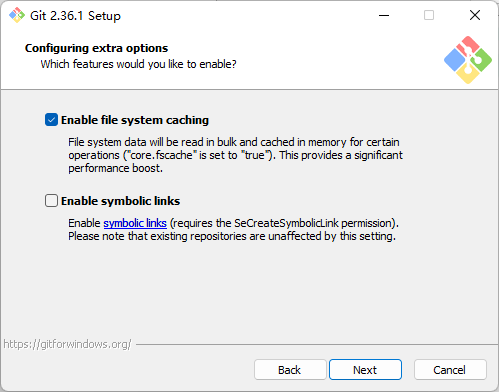 Git 2.36.1 Setup
Configuring extra options
Which features would you like to enable?
Enable file system caching
File system data will be read in bulk and cached in memory for certain
operations ("core.fscache" is set to "true"). This provides a significant
performance boost.
Enable symbolic links
Enable symbolic links (requires the SeCreateSymbolicLink permission).
Please note that existing repositories are unaffected by this setting.
https://gitforwindows.org/
Back
Next
Cancel